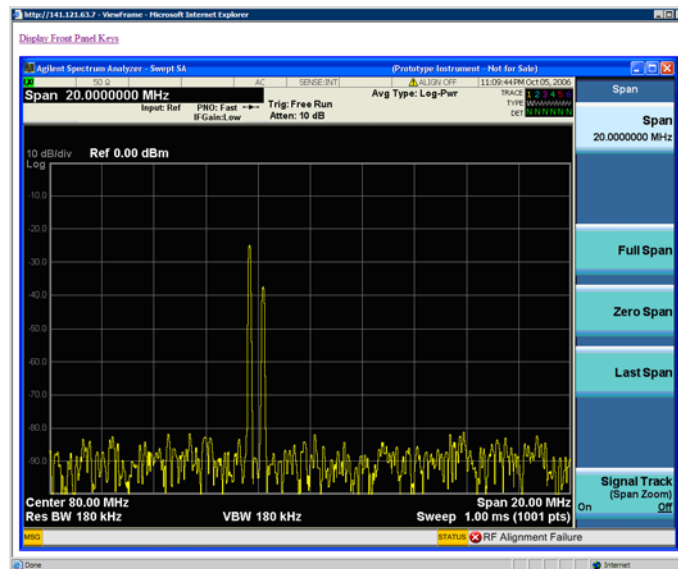 http://141.121.63.7 - ViewFrame - Microsoft Internet Explorer
Display Front Panel Keys
Agilent Spectrum Analyzer - Swept SA (Prototype Instrument - Not for Sale)
50 Ω AC SENSE:INT ALIGN OFF 11:09:44 PM Oct 05, 2006
Span 20.0000000 MHz
Input: Ref PNO: Fast Trig: Free Run
IFGain:Low Atten: 10 dB
Avg Type: Log-Pwr
TRACE 1 2 3 4 5 6
TYPE
DET N N N N N N
10 dB/div Ref 0.00 dBm
Log
-10.0
-20.0
-30.0
-40.0
-50.0
-60.0
-70.0
-80.0
-90.0
Center 80.00 MHz Span 20.00 MHz
Res BW 180 kHz VBW 180 kHz Sweep 1.00 ms (1001 pts)
MSG STATUS RF Alignment Failure
Span
Span
20.0000000 MHz
Full Span
Zero Span
Last Span
Signal Track
(Span Zoom)
On Off
Done Internet